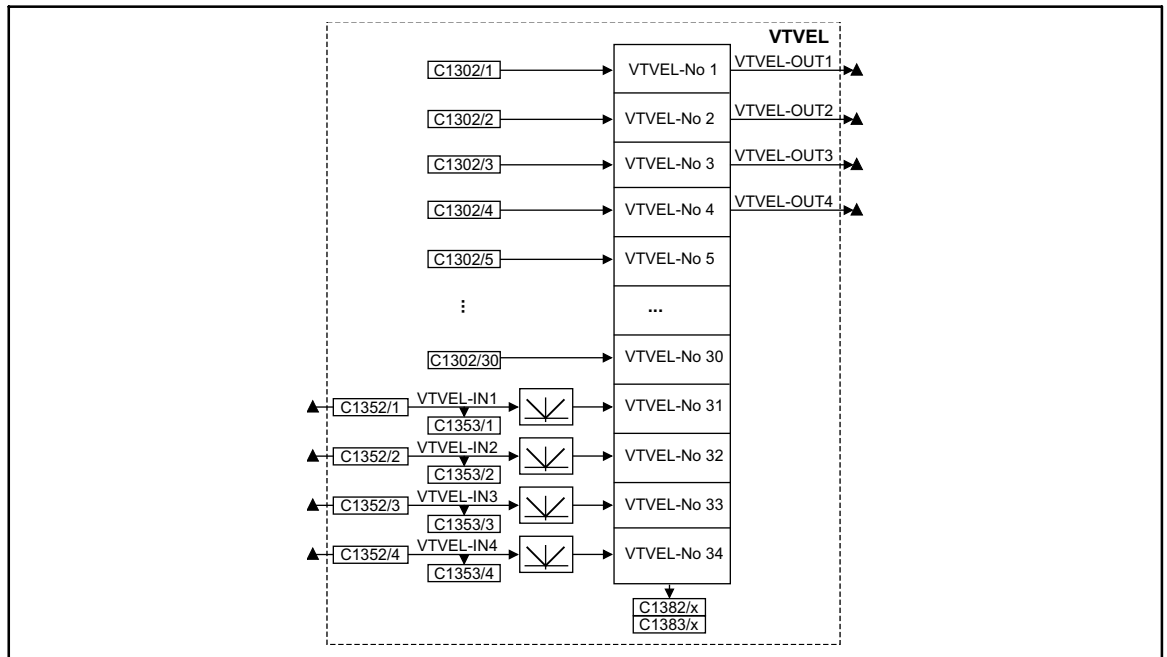 VTVEL
C1302/1 VTVEL-No 1 VTVEL-OUT1
C1302/2 VTVEL-No 2 VTVEL-OUT2
C1302/3 VTVEL-No 3 VTVEL-OUT3
C1302/4 VTVEL-No 4 VTVEL-OUT4
C1302/5 VTVEL-No 5
... ...
C1302/30 VTVEL-No 30
C1352/1 VTVEL-IN1 VTVEL-No 31
C1353/1
C1352/2 VTVEL-IN2 VTVEL-No 32
C1353/2
C1352/3 VTVEL-IN3 VTVEL-No 33
C1353/3
C1352/4 VTVEL-IN4 VTVEL-No 34
C1353/4
C1382/x
C1383/x